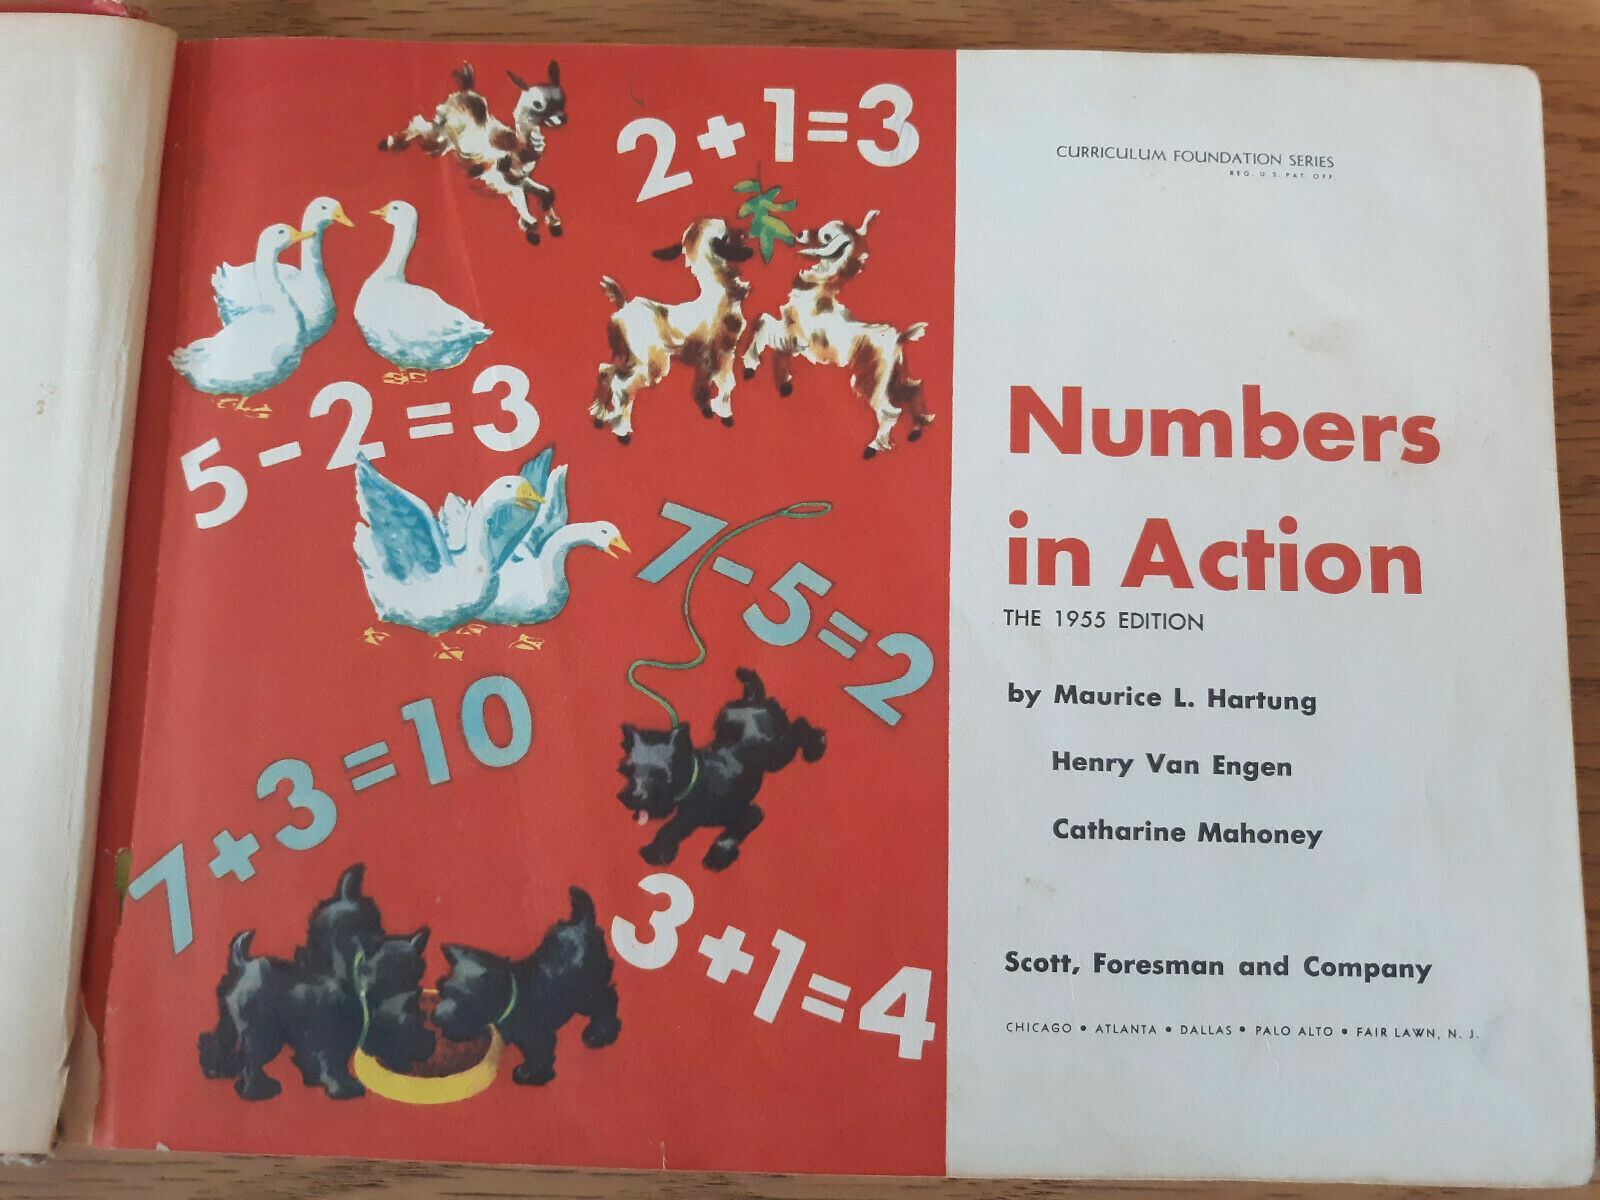 2+1=3
5-2=3
7-5=2
7+3=10
3+1=4
CURRICULUM FOUNDATION SERIES
REG. U.S. PAT. OFF.
Numbers
in Action
THE 1955 EDITION
by Maurice L. Hartung
Henry Van Engen
Catharine Mahoney
Scott, Foresman and Company
CHICAGO • ATLANTA • DALLAS • PALO ALTO • FAIR LAWN, N. J.